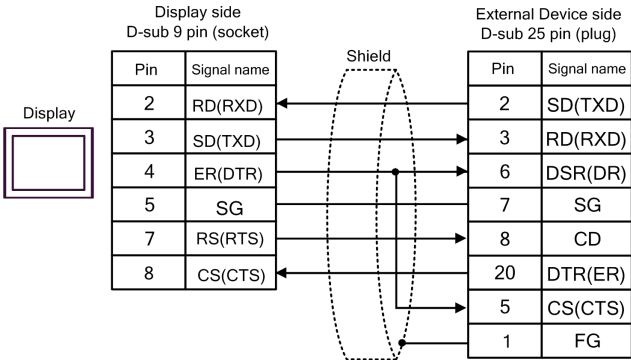 Display side
D-sub 9 pin (socket)
External Device side
D-sub 25 pin (plug)
Shield
Display
Pin Signal name
2 RD(RXD)
3 SD(TXD)
4 ER(DTR)
5 SG
7 RS(RTS)
8 CS(CTS)
Pin Signal name
2 SD(TXD)
3 RD(RXD)
6 DSR(DR)
7 SG
8 CD
20 DTR(ER)
5 CS(CTS)
1 FG